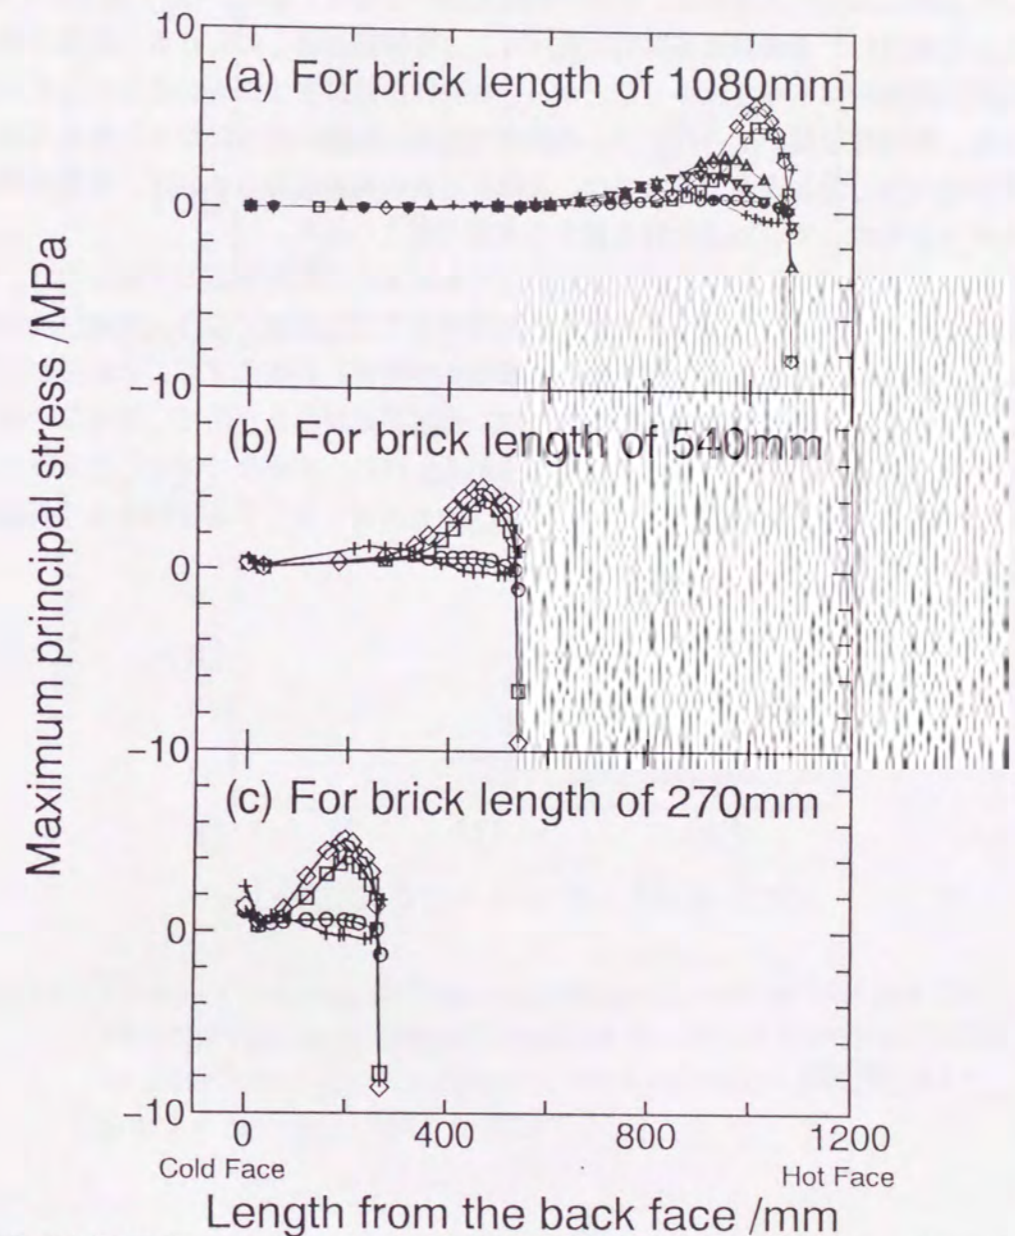 10
(a) For brick length of 1080mm
0
10
(b) For brick length of 540mm
0
-10
(c) For brick length of 270mm
0
-10
0 400 800 1200
Cold Face Hot Face
Length from the back face /mm
Maximum principal stress /MPa